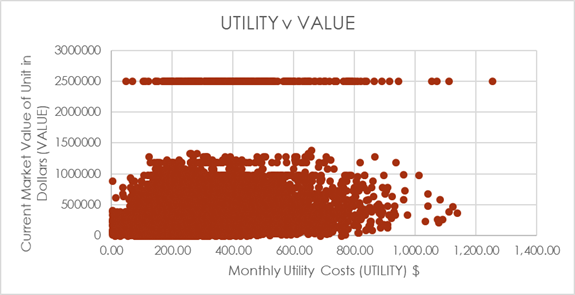 UTILITY v VALUE
Current Market Value of Unit in
Dollars (VALUE)
3000000
2500000
2000000
1500000
1000000
500000
0
0.00 200.00 400.00 600.00 800.00 1,000.00 1,200.00 1,400.00
Monthly Utility Costs (UTILITY) $